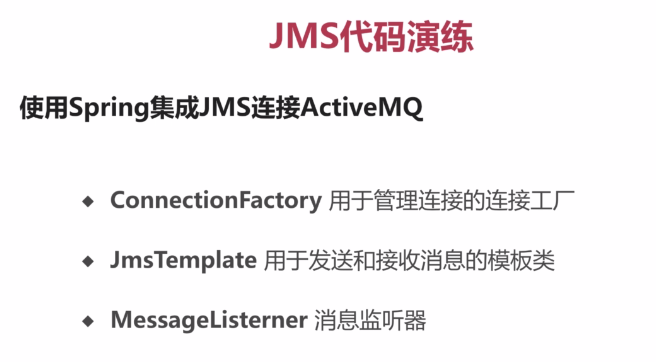 JMS代码演练
使用Spring集成JMS连接ActiveMQ
◆ ConnectionFactory 用于管理连接的连接工厂
◆ JmsTemplate 用于发送和接收消息的模板类
◆ MessageListerner 消息监听器